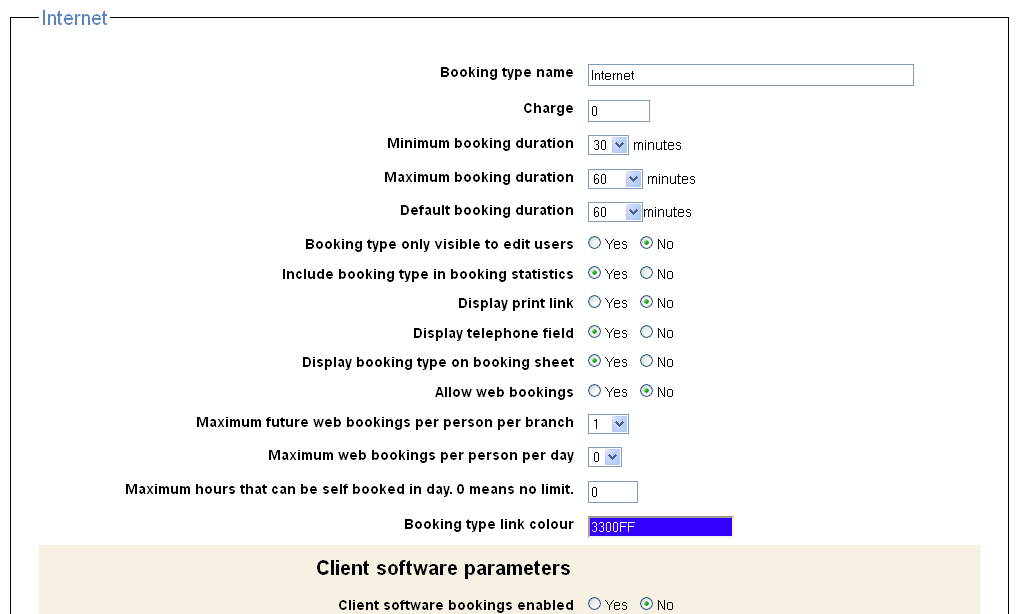 Internet
Booking type name Internet
Charge 0
Minimum booking duration 30 minutes
Maximum booking duration 60 minutes
Default booking duration 60 minutes
Booking type only visible to edit users Yes No
Include booking type in booking statistics Yes No
Display print link Yes No
Display telephone field Yes No
Display booking type on booking sheet Yes No
Allow web bookings Yes No
Maximum future web bookings per person per branch 1
Maximum web bookings per person per day 0
Maximum hours that can be self booked in day. 0 means no limit. 0
Booking type link colour 3300FF
Client software parameters
Client software bookings enabled Yes No